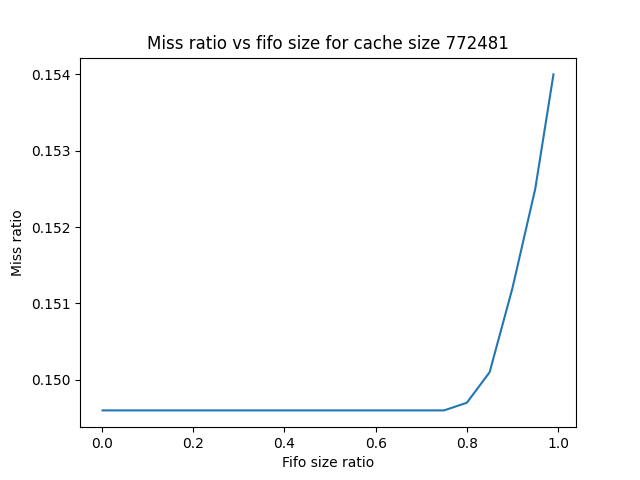 Miss ratio vs fifo size for cache size 772481
0.154
0.153
0.152
0.151
0.150
Miss ratio
0.0 0.2 0.4 0.6 0.8 1.0
Fifo size ratio